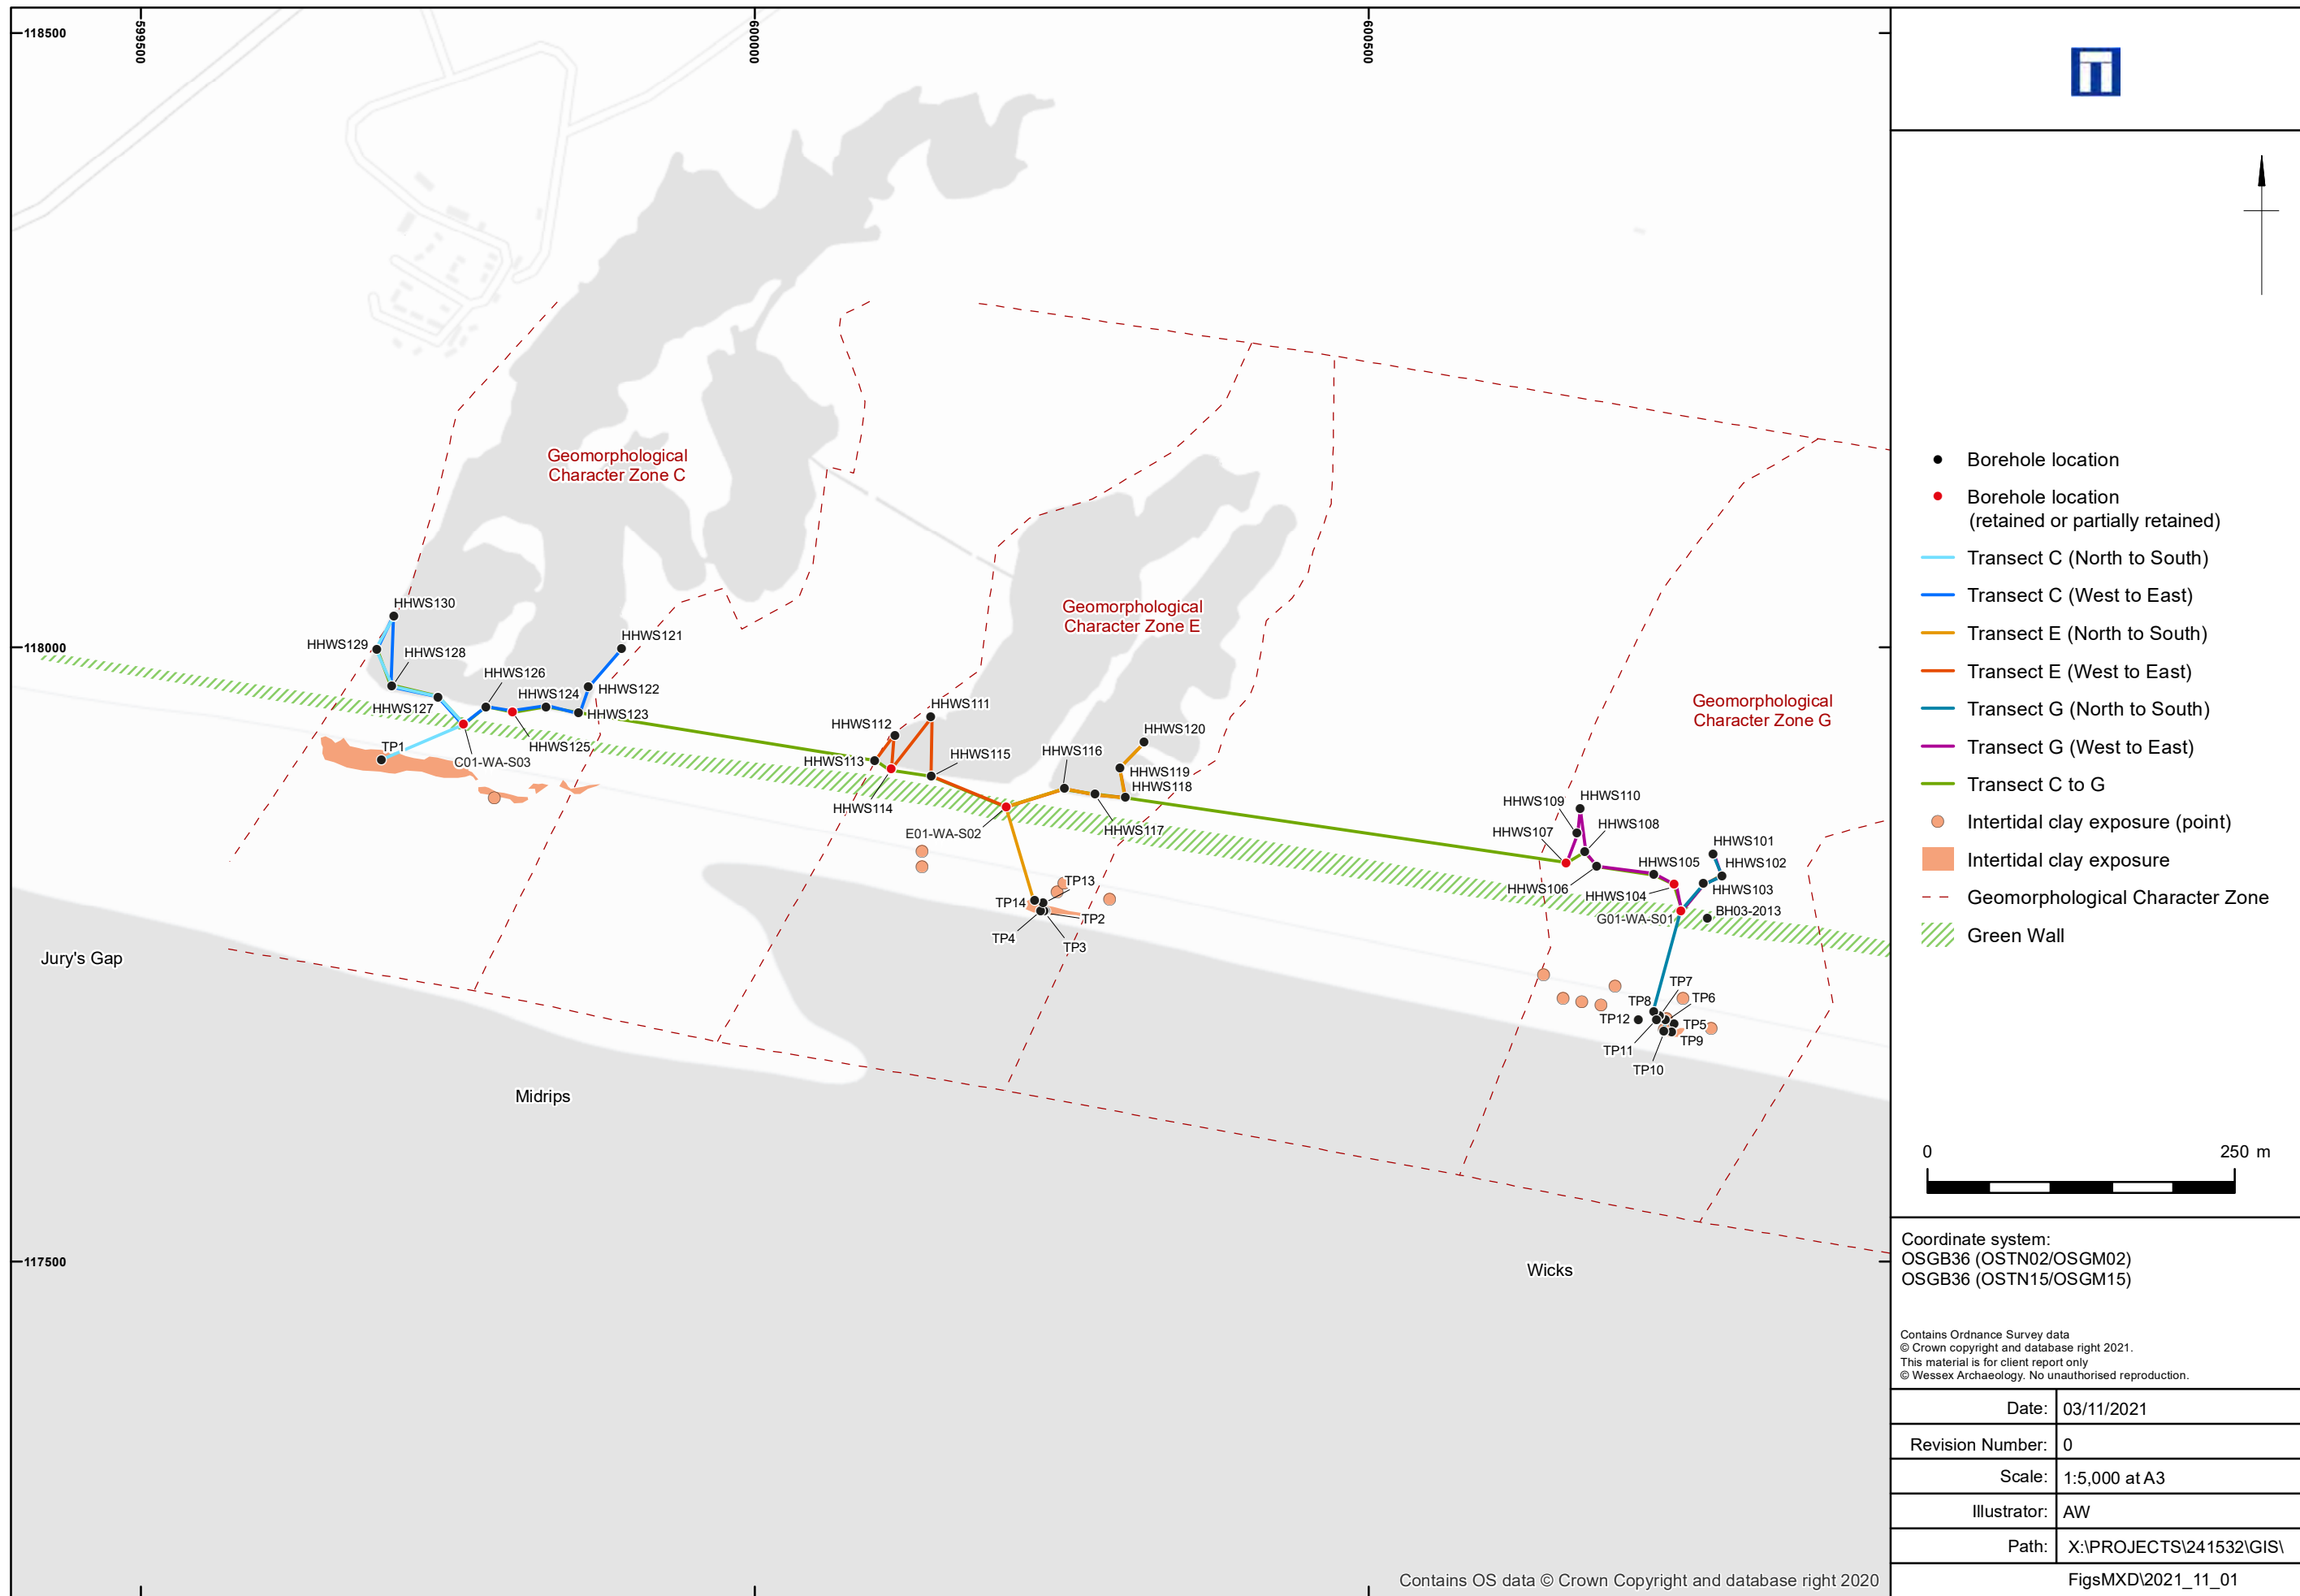 118500
599500
600000
600500
118000
117500
Geomorphological
Character Zone C
Geomorphological
Character Zone E
Geomorphological
Character Zone G
HHWS130
HHWS129
HHWS128
HHWS127
HHWS126
HHWS124
HHWS121
HHWS122
HHWS123
HHWS125
C01-WA-S03
TP1
HHWS111
HHWS112
HHWS113
HHWS114
HHWS115
HHWS116
HHWS120
HHWS119
HHWS118
HHWS117
E01-WA-S02
TP13
TP14
TP2
TP4
TP3
HHWS109
HHWS110
HHWS107
HHWS108
HHWS101
HHWS105
HHWS102
HHWS106
HHWS104
HHWS103
G01-WA-S01
BH03-2013
TP7
TP8
TP6
TP12
TP5
TP9
TP11
TP10
Jury's Gap
Midrips
Wicks
Contains OS data © Crown Copyright and database right 2020
Borehole location
Borehole location
(retained or partially retained)
Transect C (North to South)
Transect C (West to East)
Transect E (North to South)
Transect E (West to East)
Transect G (North to South)
Transect G (West to East)
Transect C to G
Intertidal clay exposure (point)
Intertidal clay exposure
Geomorphological Character Zone
Green Wall
0 250 m
Coordinate system:
OSGB36 (OSTN02/OSGM02)
OSGB36 (OSTN15/OSGM15)
Contains Ordnance Survey data
© Crown copyright and database right 2021.
This material is for client report only
© Wessex Archaeology. No unauthorised reproduction.
Date: 03/11/2021
Revision Number: 0
Scale: 1:5,000 at A3
Illustrator: AW
Path: X:\PROJECTS\241532\GIS\
FigsMXD\2021_11_01